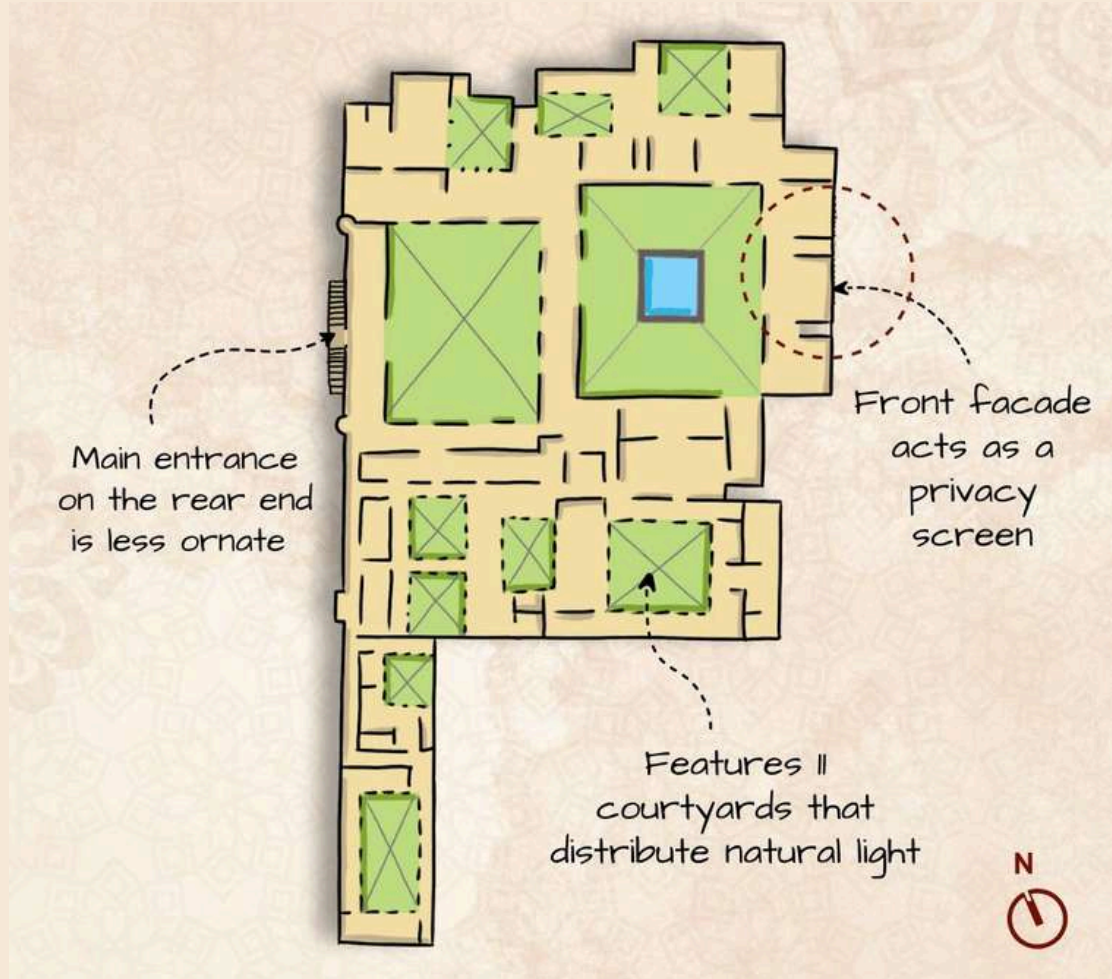 Main entrance
on the rear end
is less ornate
Front facade
acts as a
privacy
screen
Features 11
courtyards that
distribute natural light
N